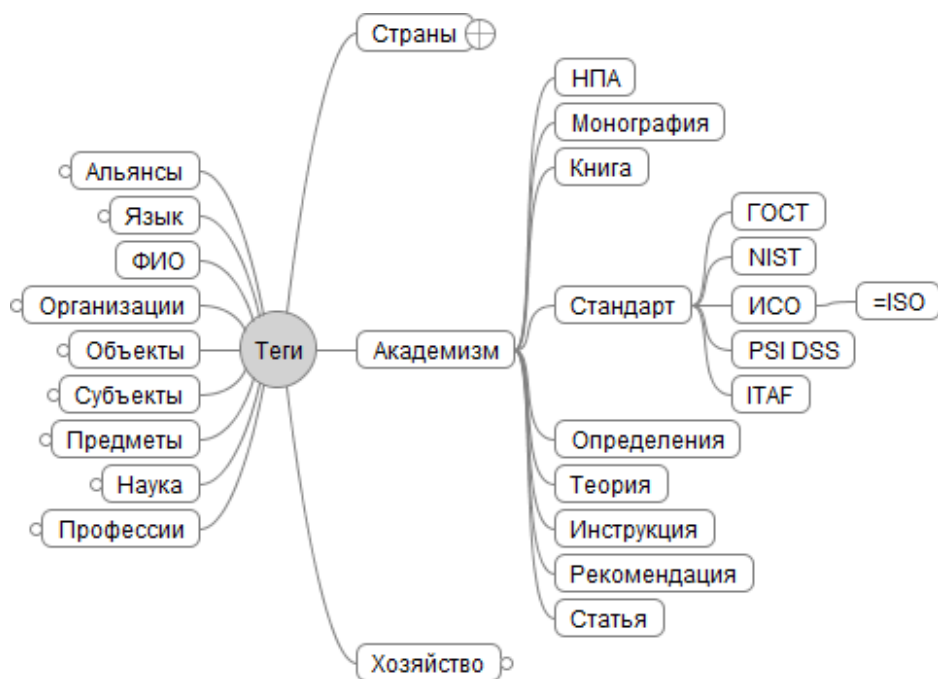 Страны
НПА
Монография
Книга
Альянсы
Язык
ФИО
Организации
Объекты
Субъекты
Предметы
Наука
Профессии
Теги
Академизм
Стандарт
ГОСТ
NIST
ИСО
=ISO
PSI DSS
ITAF
Определения
Теория
Инструкция
Рекомендация
Статья
Хозяйство